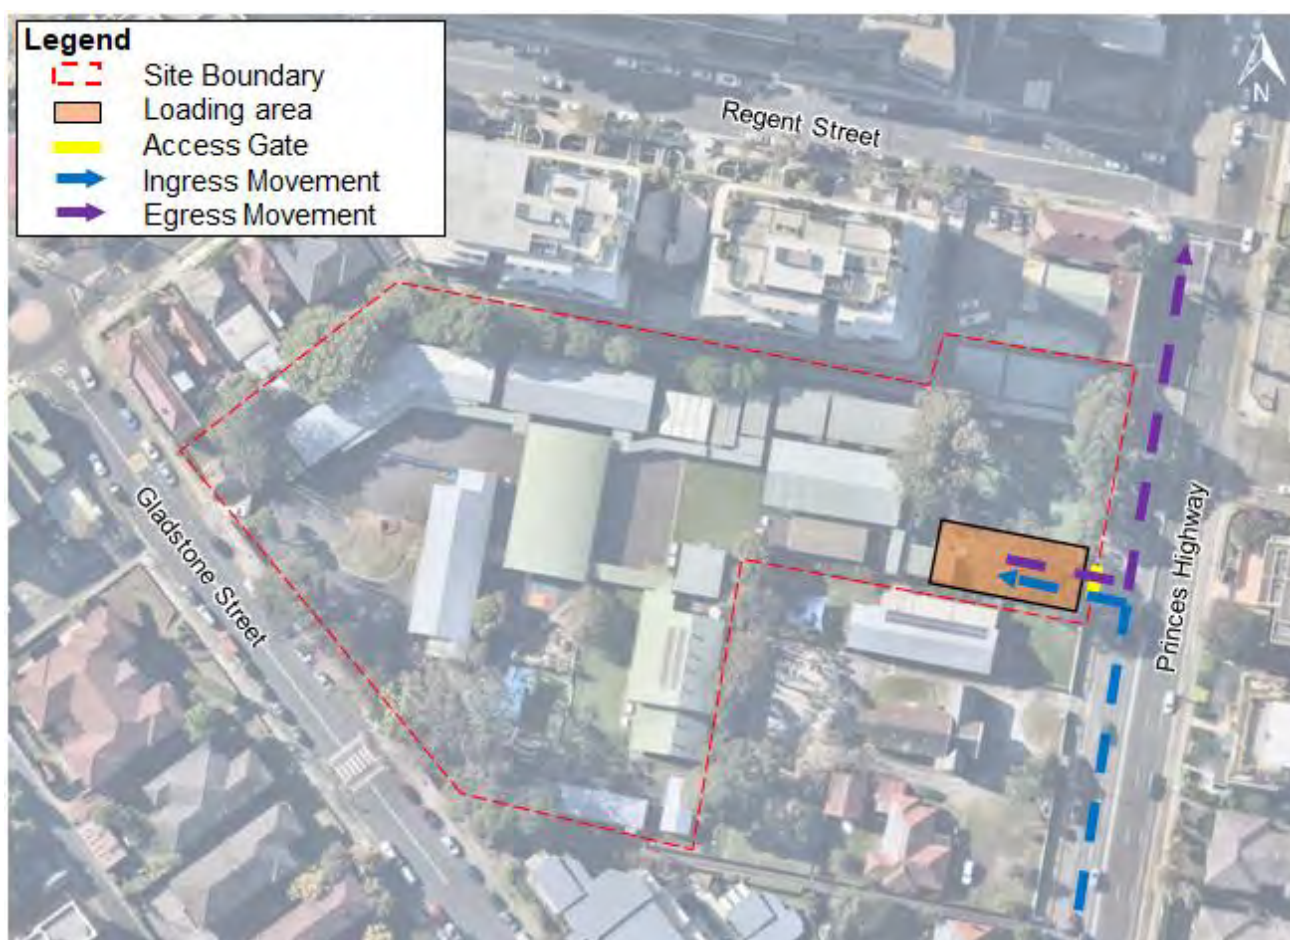 Legend
Site Boundary
Loading area
Access Gate
Ingress Movement
Egress Movement
N
Regent Street
Gladstone Street
Princes Highway